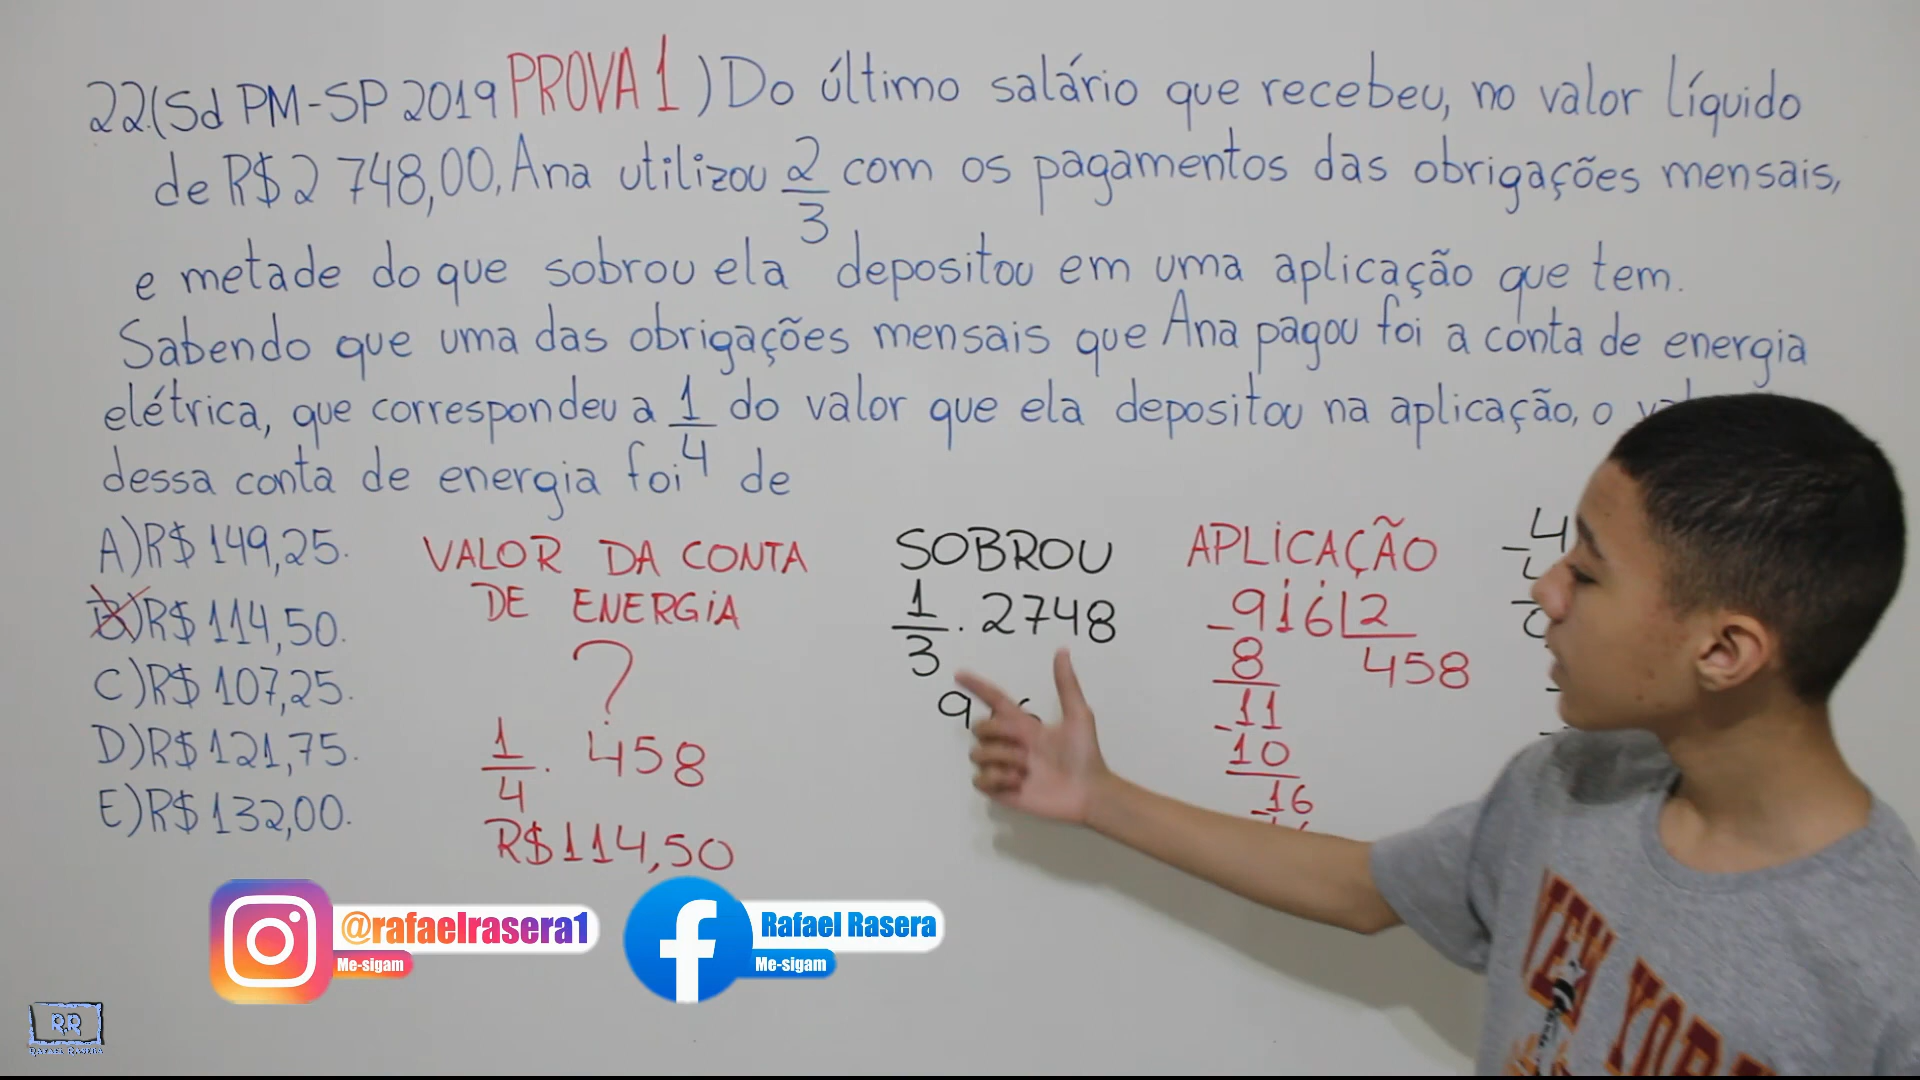 22.(Sd PM-SP 2019 PROVA 1) Do último salário que recebeu, no valor líquido
de R$ 2 748,00, Ana utilizou 2/3 com os pagamentos das obrigações mensais,
e metade do que sobrou ela depositou em uma aplicação que tem.
Sabendo que uma das obrigações mensais que Ana pagou foi a conta de energia
elétrica, que correspondeu a 1/4 do valor que ela depositou na aplicação, o
dessa conta de energia foi de
A) R$ 149,25.
B) R$ 114,50.
C) R$ 107,25.
D) R$ 121,75.
E) R$ 132,00.
VALOR DA CONTA
DE ENERGIA
?
1/4 . 458
R$ 114,50
SOBROU
1/3 . 2748
APLICAÇÃO
-916 | 2
8 458
-11
10
-16
@rafaelrasera1
Me-sigam
Rafael Rasera
Me-sigam
RR
RAFAEL RASERA
NEW YORK